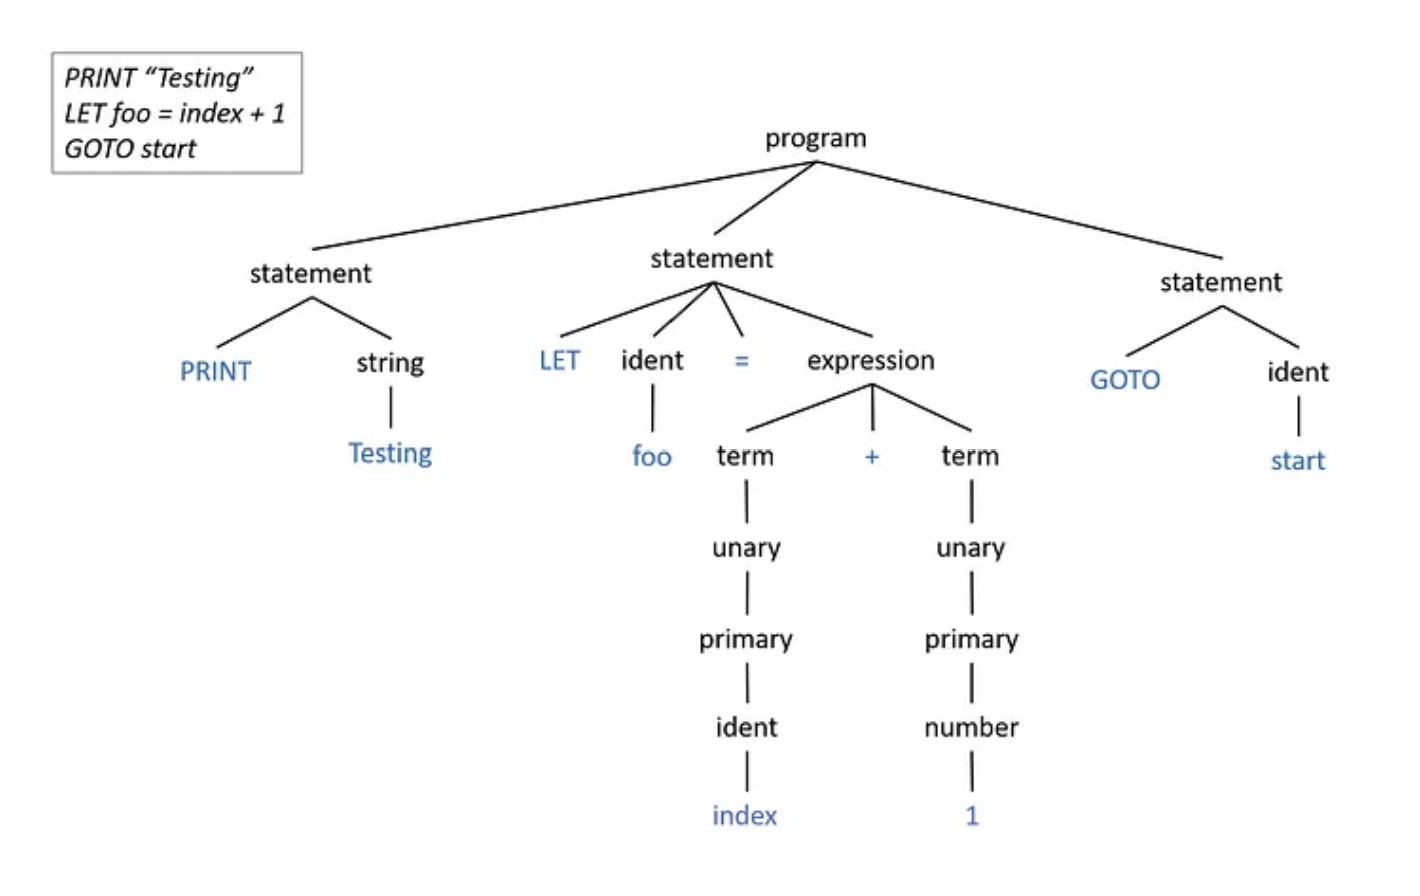 PRINT “Testing”
LET foo = index + 1
GOTO start
program
statement
statement
statement
PRINT
string
LET
ident
=
expression
GOTO
ident
Testing
foo
term
+
term
start
unary
unary
primary
primary
ident
number
index
1